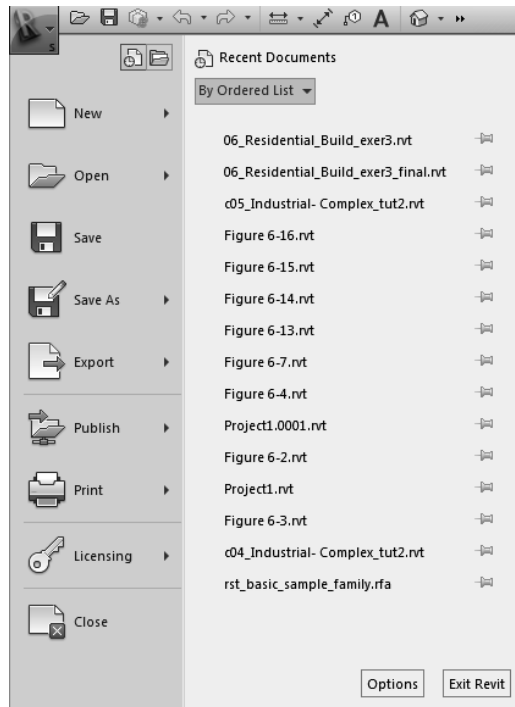 R
S
A
Recent Documents
By Ordered List
New
Open
Save
Save As
Export
Publish
Print
Licensing
Close
06_Residential_Build_exer3.rvt
06_Residential_Build_exer3_final.rvt
c05_Industrial- Complex_tut2.rvt
Figure 6-16.rvt
Figure 6-15.rvt
Figure 6-14.rvt
Figure 6-13.rvt
Figure 6-7.rvt
Figure 6-4.rvt
Project1.0001.rvt
Figure 6-2.rvt
Project1.rvt
Figure 6-3.rvt
c04_Industrial- Complex_tut2.rvt
rst_basic_sample_family.rfa
Options
Exit Revit